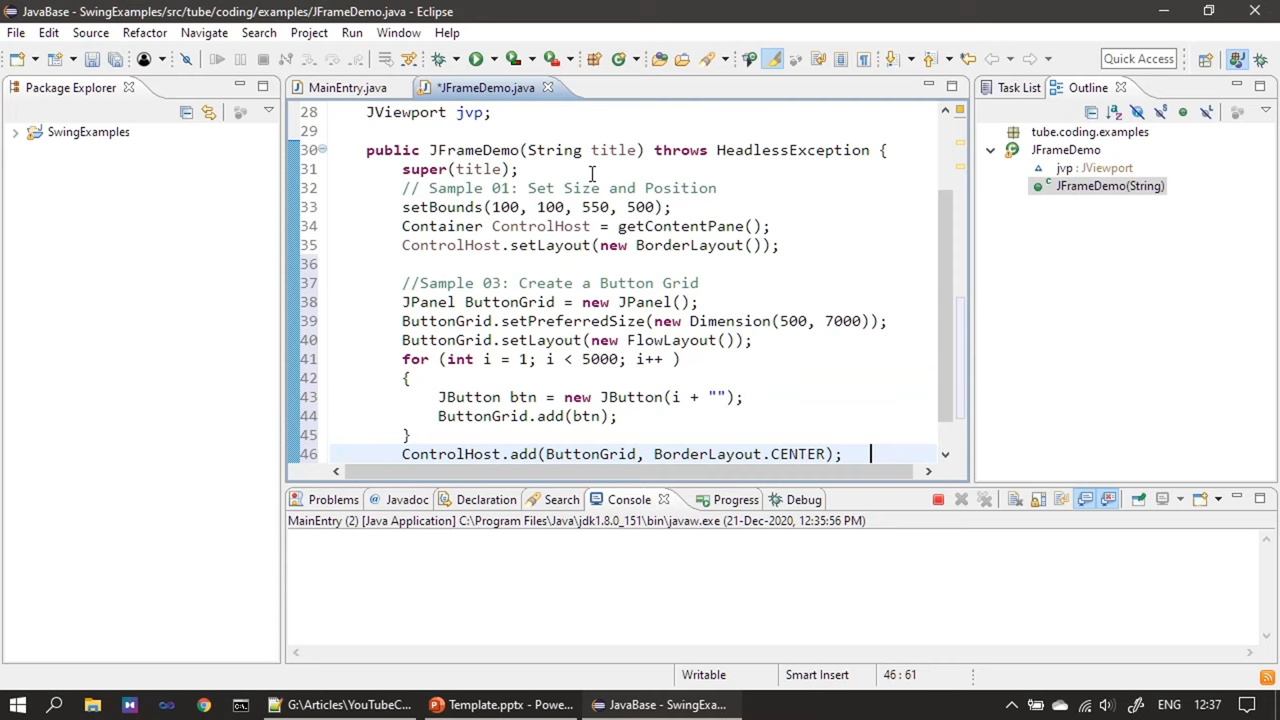 JavaBase - SwingExamples/src/tube/coding/examples/JFrameDemo.java - Eclipse
File Edit Source Refactor Navigate Search Project Run Window Help
Quick Access
Package Explorer
MainEntry.java
*JFrameDemo.java
Task List
Outline
SwingExamples
tube.coding.examples
JFrameDemo
jvp : JViewport
JFrameDemo(String)
28 JViewport jvp;
29
30 public JFrameDemo(String title) throws HeadlessException {
31 super(title);
32 // Sample 01: Set Size and Position
33 setBounds(100, 100, 550, 500);
34 Container ControlHost = getContentPane();
35 ControlHost.setLayout(new BorderLayout());
36
37 //Sample 03: Create a Button Grid
38 JPanel ButtonGrid = new JPanel();
39 ButtonGrid.setPreferredSize(new Dimension(500, 7000));
40 ButtonGrid.setLayout(new FlowLayout());
41 for (int i = 1; i < 5000; i++ )
42 {
43 JButton btn = new JButton(i + "");
44 ButtonGrid.add(btn);
45 }
46 ControlHost.add(ButtonGrid, BorderLayout.CENTER);
Problems Javadoc Declaration Search Console Progress Debug
MainEntry (2) [Java Application] C:\Program Files\Java\jdk1.8.0_151\bin\javaw.exe (21-Dec-2020, 12:35:56 PM)
Writable Smart Insert 46 : 61
G:\Articles\YouTubeC...
Template.pptx - Powe...
JavaBase - SwingExa...
ENG 12:37